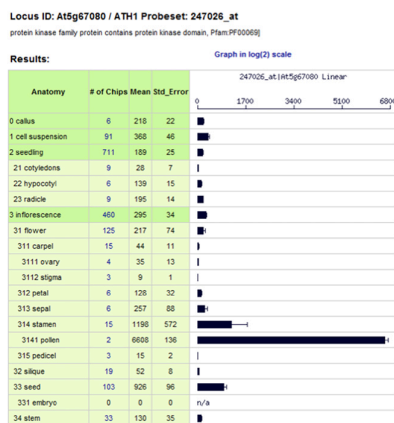 Locus ID: At5g67080 / ATH1 Probeset: 247026_at
protein kinase family protein contains protein kinase domain, Pfam:PF00069]
Results:
Graph in log(2) scale
247026_at|At5g67080 Linear
Anatomy # of Chips Mean Std_Error 0 1700 3400 5100 6800
0 callus 6 218 22
1 cell suspension 91 368 46
2 seedling 711 189 25
21 cotyledons 9 28 7
22 hypocotyl 6 139 15
23 radicle 9 195 14
3 inflorescence 460 295 34
31 flower 125 217 74
311 carpel 15 44 11
3111 ovary 4 35 13
3112 stigma 3 9 1
312 petal 6 128 32
313 sepal 6 257 88
314 stamen 15 1198 572
3141 pollen 2 6608 136
315 pedicel 3 15 2
32 silique 19 52 8
33 seed 103 926 96
331 embryo 0 0 0 n/a
34 stem 33 130 35